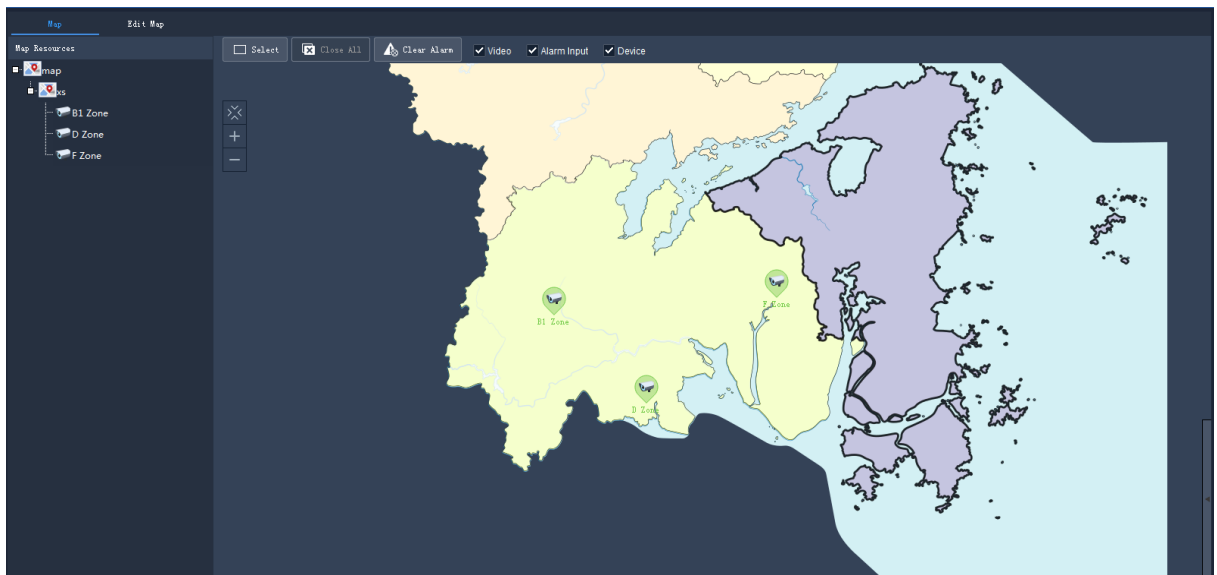 Map Edit Map
Map Resources
Select Close All Clear Alarm Video Alarm Input Device
map
xs
B1 Zone
D Zone
F Zone
F Zone
B1 Zone
D Zone